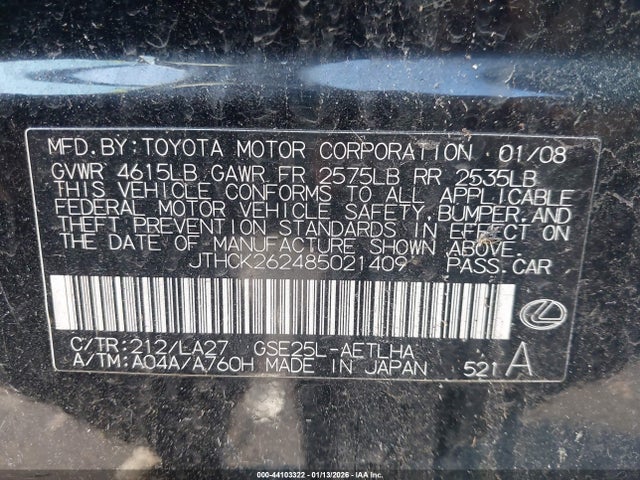 MFD. BY: TOYOTA MOTOR CORPORATION 01/08
GVWR 4615LB GAWR FR 2575LB RR 2535LB
THIS VEHICLE CONFORMS TO ALL APPLICABLE
FEDERAL MOTOR VEHICLE SAFETY, BUMPER, AND
THEFT PREVENTION STANDARDS IN EFFECT ON
THE DATE OF MANUFACTURE SHOWN ABOVE.
JTHCK262485021409 PASS. CAR
C/TR: 212/LA27 GSE25L-AETLHA
A/TM: A04A/A760H MADE IN JAPAN 521 A
000-44103322 - 01/13/2026 - IAAI.com